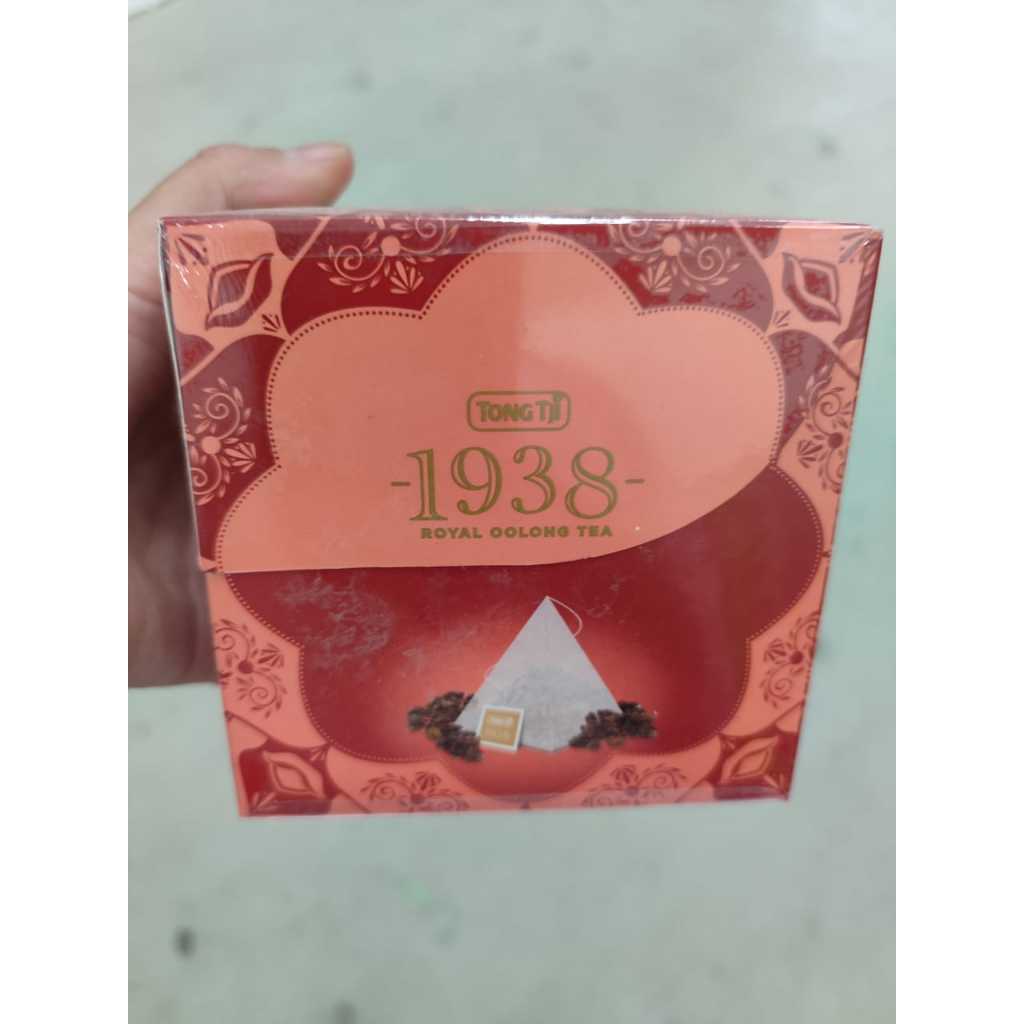 TONG TJI
-1938-
ROYAL OOLONG TEA